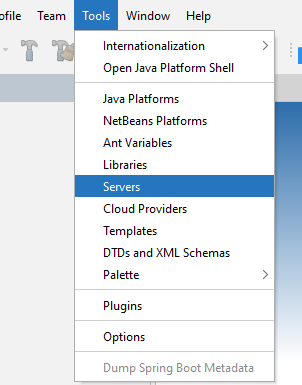 ofile Team Tools Window Help
Internationalization
Open Java Platform Shell
Java Platforms
NetBeans Platforms
Ant Variables
Libraries
Servers
Cloud Providers
Templates
DTDs and XML Schemas
Palette
Plugins
Options
Dump Spring Boot Metadata